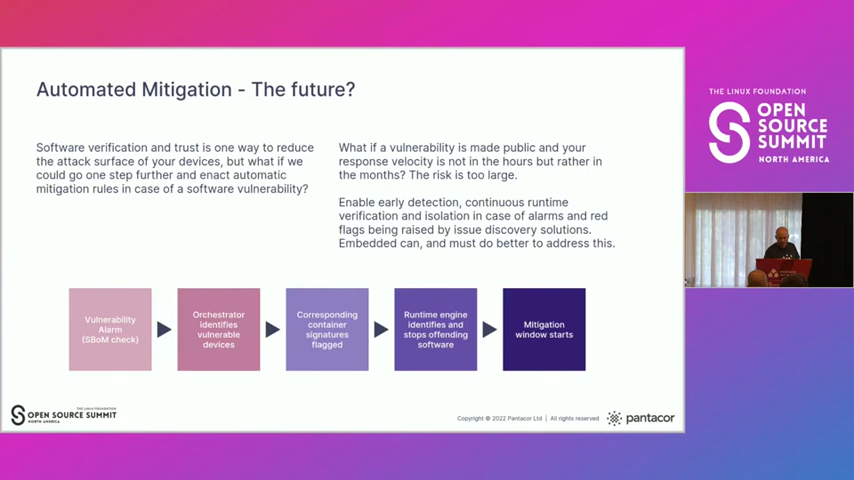 Automated Mitigation - The future?
Software verification and trust is one way to reduce
the attack surface of your devices, but what if we
could go one step further and enact automatic
mitigation rules in case of a software vulnerability?
What if a vulnerability is made public and your
response velocity is not in the hours but rather in
the months? The risk is too large.
Enable early detection, continuous runtime
verification and isolation in case of alarms and red
flags being raised by issue discovery solutions.
Embedded can, and must do better to address this.
Vulnerability
Alarm
(SBoM check)
Orchestrator
identifies
vulnerable
devices
Corresponding
container
signatures
flagged
Runtime engine
identifies and
stops offending
software
Mitigation
window starts
THE LINUX FOUNDATION
OPEN SOURCE SUMMIT
NORTH AMERICA
Copyright © 2022 Pantacor Ltd | All rights reserved
pantacor
THE LINUX FOUNDATION
OPEN
SOURCE
SUMMIT
NORTH AMERICA